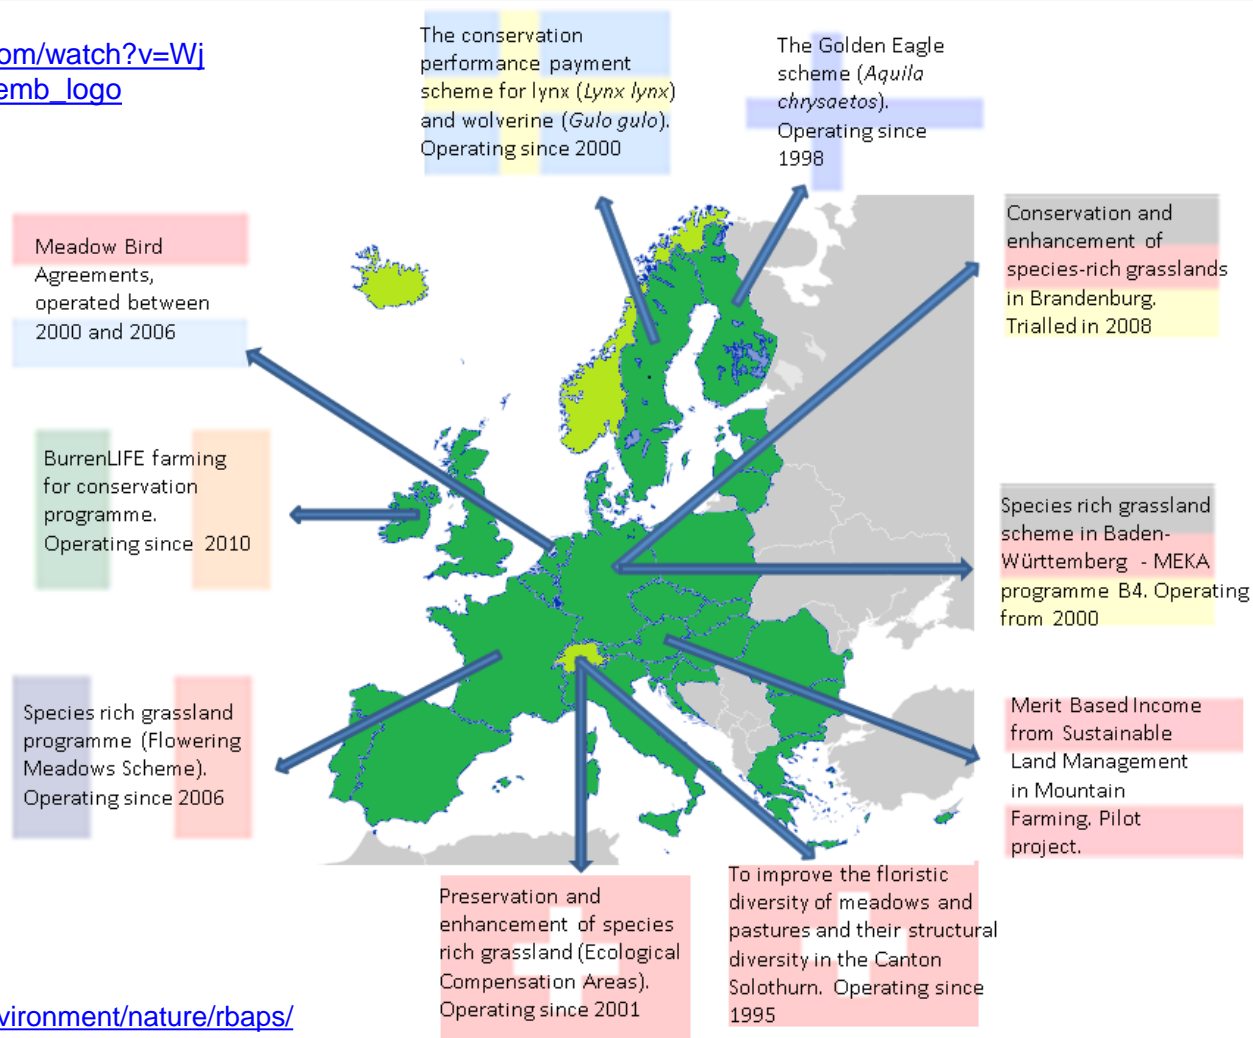 om/watch?v=Wj
emb_logo
The conservation
performance payment
scheme for lynx (Lynx lynx)
and wolverine (Gulo gulo).
Operating since 2000
The Golden Eagle
scheme (Aquila
chrysaetos).
Operating since
1998
Meadow Bird
Agreements,
operated between
2000 and 2006
Conservation and
enhancement of
species-rich grasslands
in Brandenburg.
Trialled in 2008
BurrenLIFE farming
for conservation
programme.
Operating since 2010
Species rich grassland
scheme in Baden-
Württemberg - MEKA
programme B4. Operating
from 2000
Species rich grassland
programme (Flowering
Meadows Scheme).
Operating since 2006
Merit Based Income
from Sustainable
Land Management
in Mountain
Farming. Pilot
project.
Preservation and
enhancement of species
rich grassland (Ecological
Compensation Areas).
Operating since 2001
To improve the floristic
diversity of meadows and
pastures and their structural
diversity in the Canton
Solothurn. Operating since
1995
vironment/nature/rbaps/